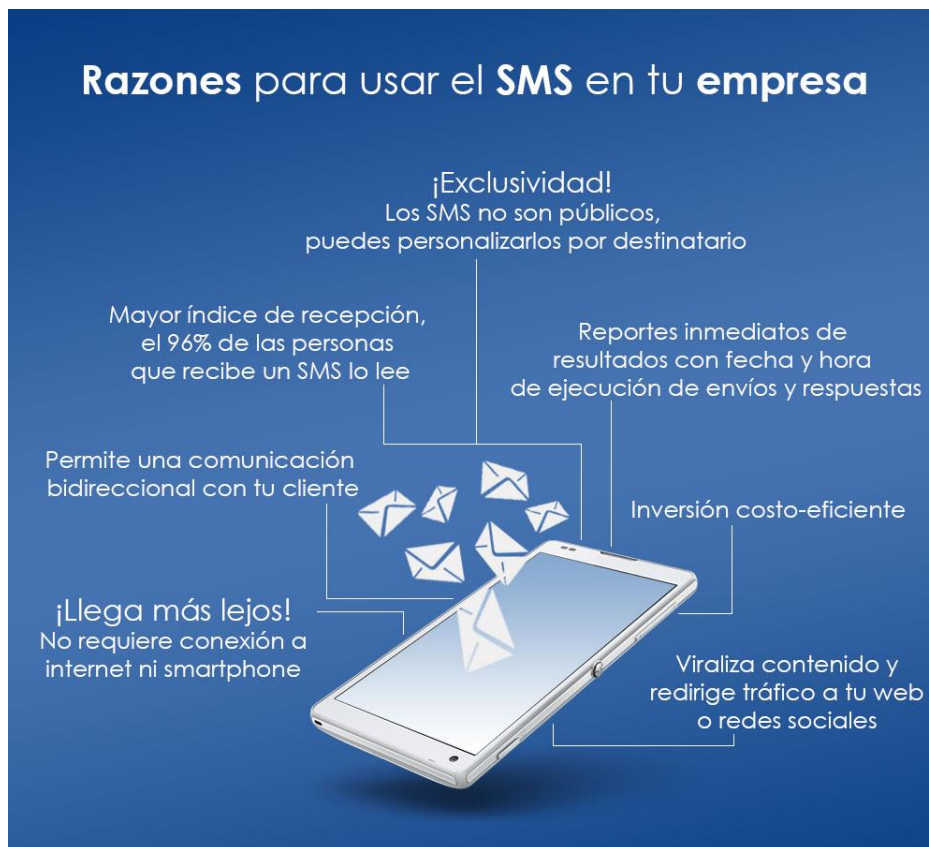 Razones para usar el SMS en tu empresa
¡Exclusividad!
Los SMS no son públicos,
puedes personalizarlos por destinatario
Mayor índice de recepción,
el 96% de las personas
que recibe un SMS lo lee
Reportes inmediatos de
resultados con fecha y hora
de ejecución de envíos y respuestas
Permite una comunicación
bidireccional con tu cliente
Inversión costo-eficiente
¡Llega más lejos!
No requiere conexión a
internet ni smartphone
Viraliza contenido y
redirige tráfico a tu web
o redes sociales